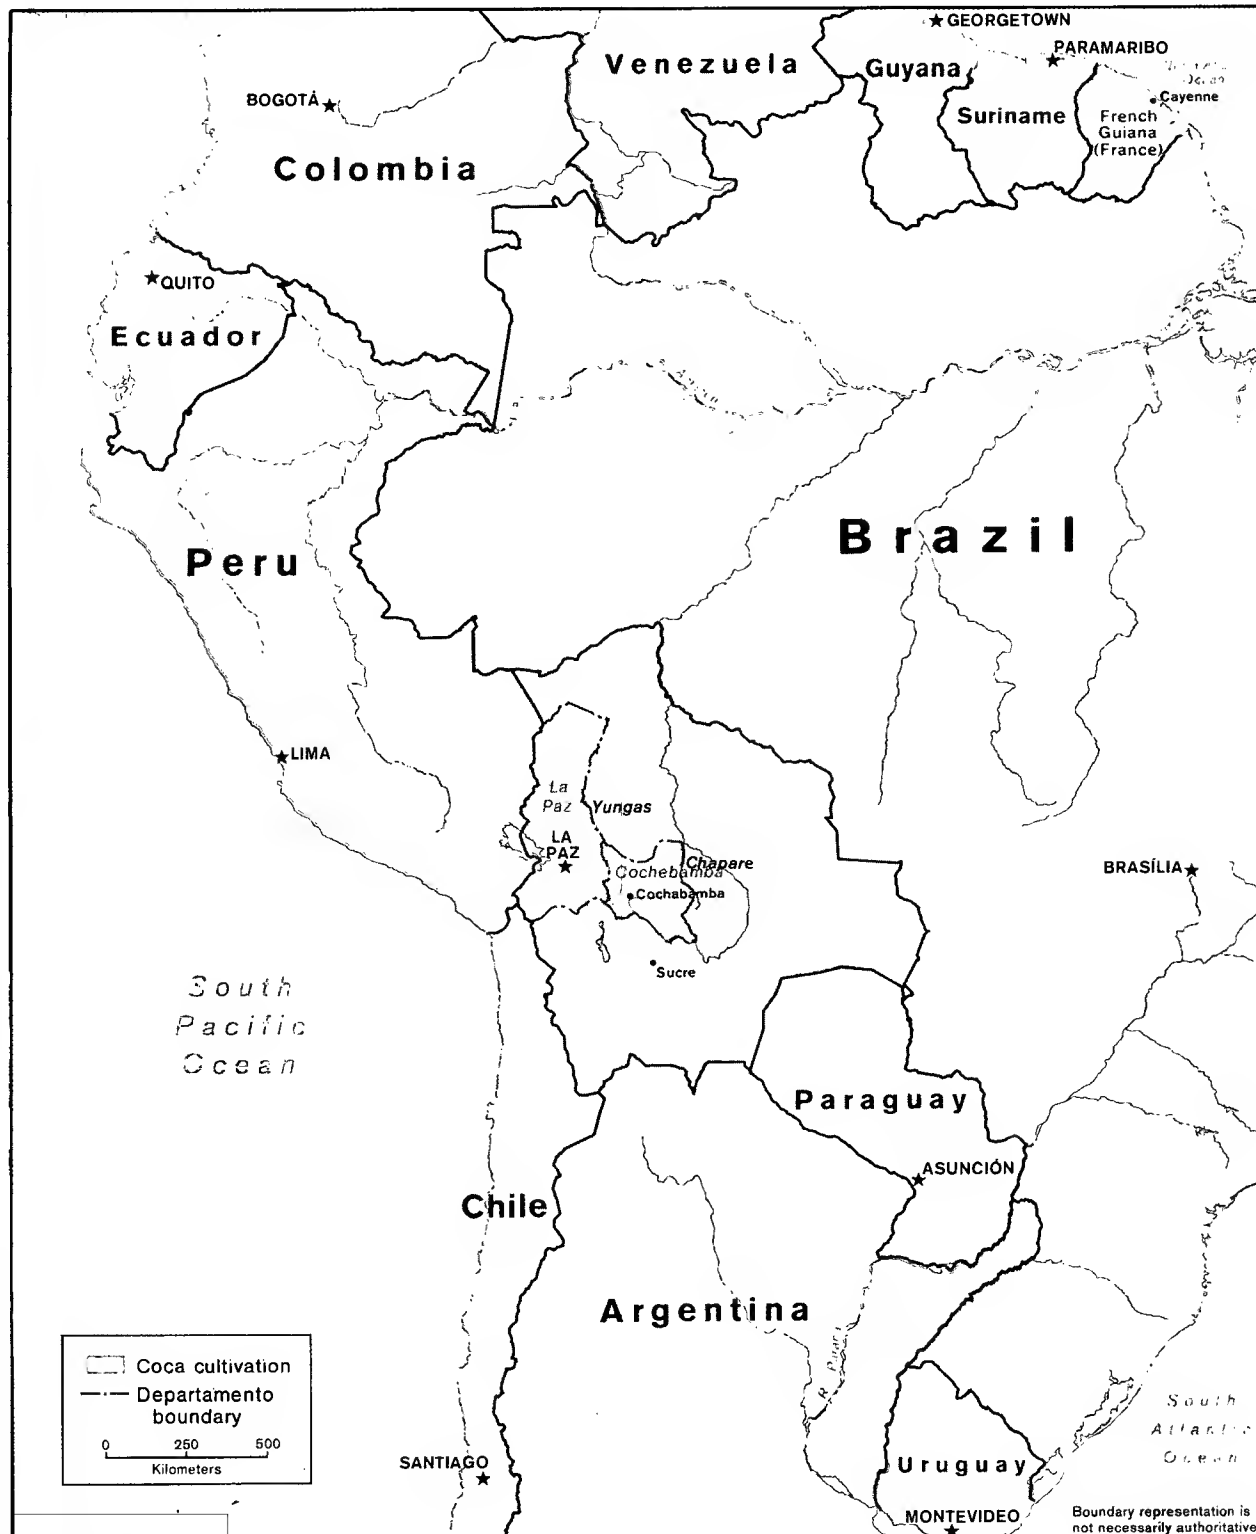 GEORGETOWN
PARAMARIBO
Venezuela
Guyana
Cayenne
BOGOTÁ
Suriname
French
Guiana
(France)
Colombia
QUITO
Ecuador
Brazil
Peru
LIMA
La
Paz
Yungas
LA
PAZ
Chapare
Cochebamba
Cochabamba
BRASÍLIA
Sucre
South
Pacific
Ocean
Paraguay
ASUNCIÓN
Chile
Argentina
R
Coca cultivation
Departamento
boundary
0 250 500
Kilometers
South
Atlantic
Ocean
SANTIAGO
Uruguay
MONTEVIDEO
Boundary representation is
not necessarily authoritative